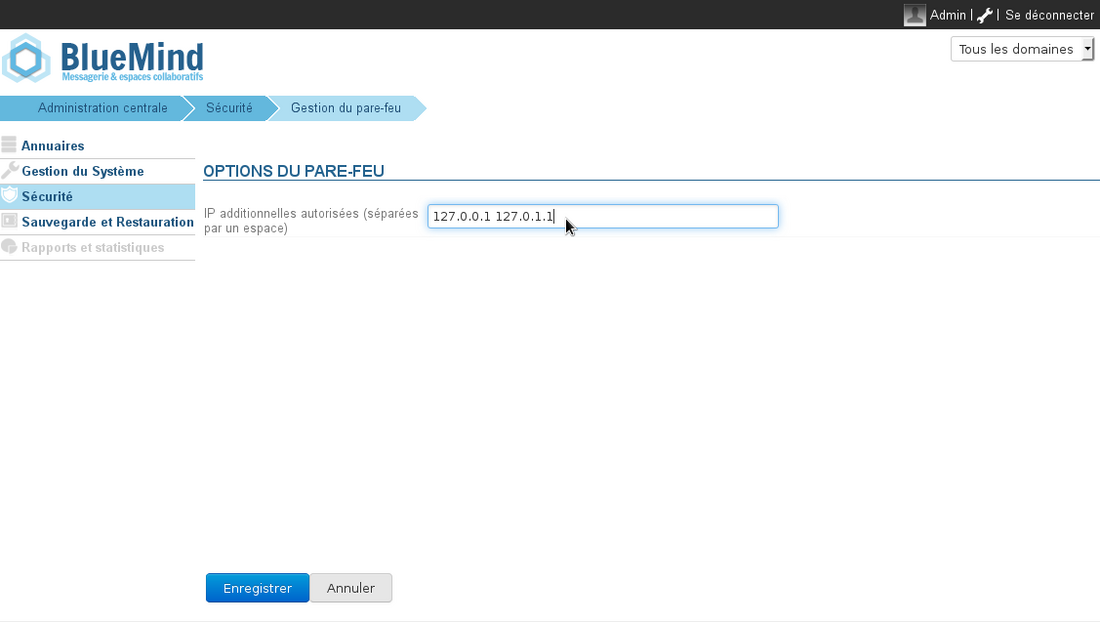 Admin | | Se déconnecter
BlueMind
Messagerie & espaces collaboratifs
Tous les domaines
Administration centrale Sécurité Gestion du pare-feu
Annuaires
Gestion du Système
Sécurité
Sauvegarde et Restauration
Rapports et statistiques
OPTIONS DU PARE-FEU
IP additionnelles autorisées (séparées
par un espace)
127.0.0.1 127.0.1.1
Enregistrer Annuler